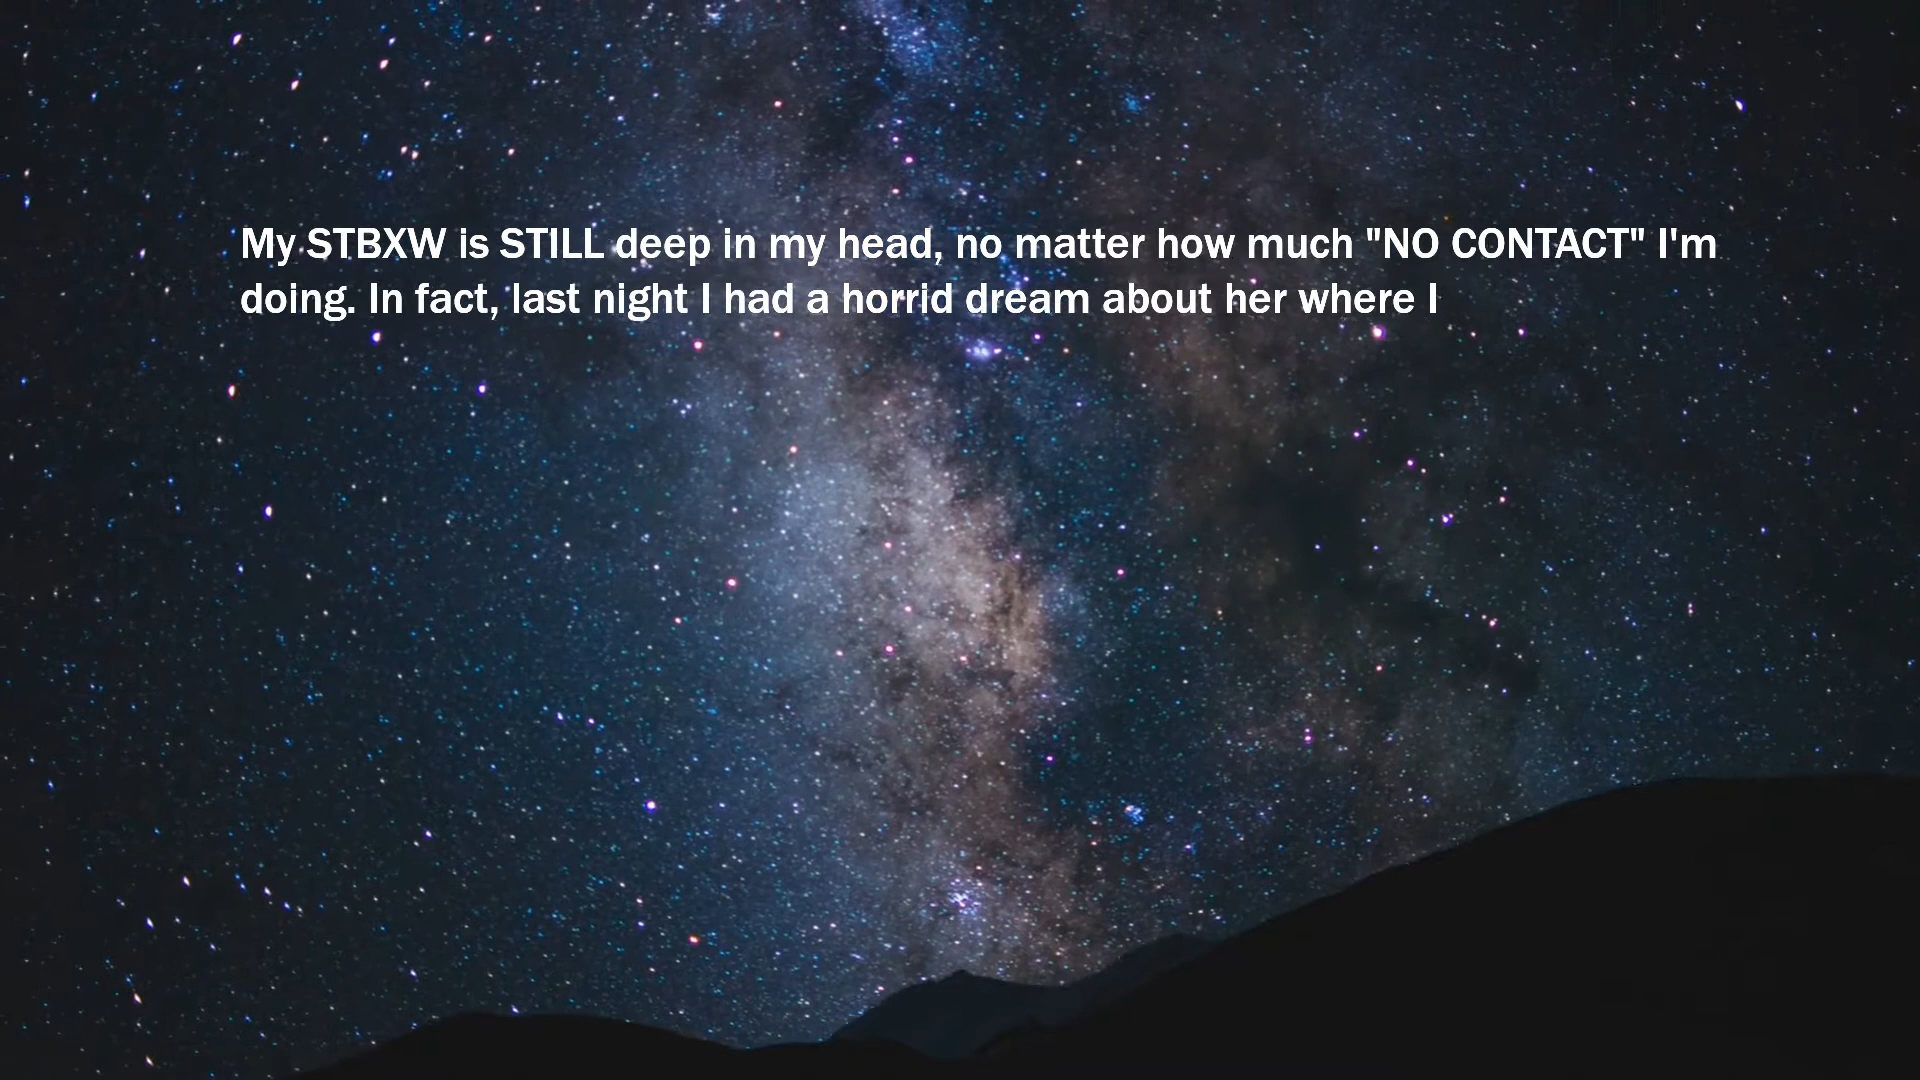 My STBXW is STILL deep in my head, no matter how much "NO CONTACT" I'm
doing. In fact, last night I had a horrid dream about her where I